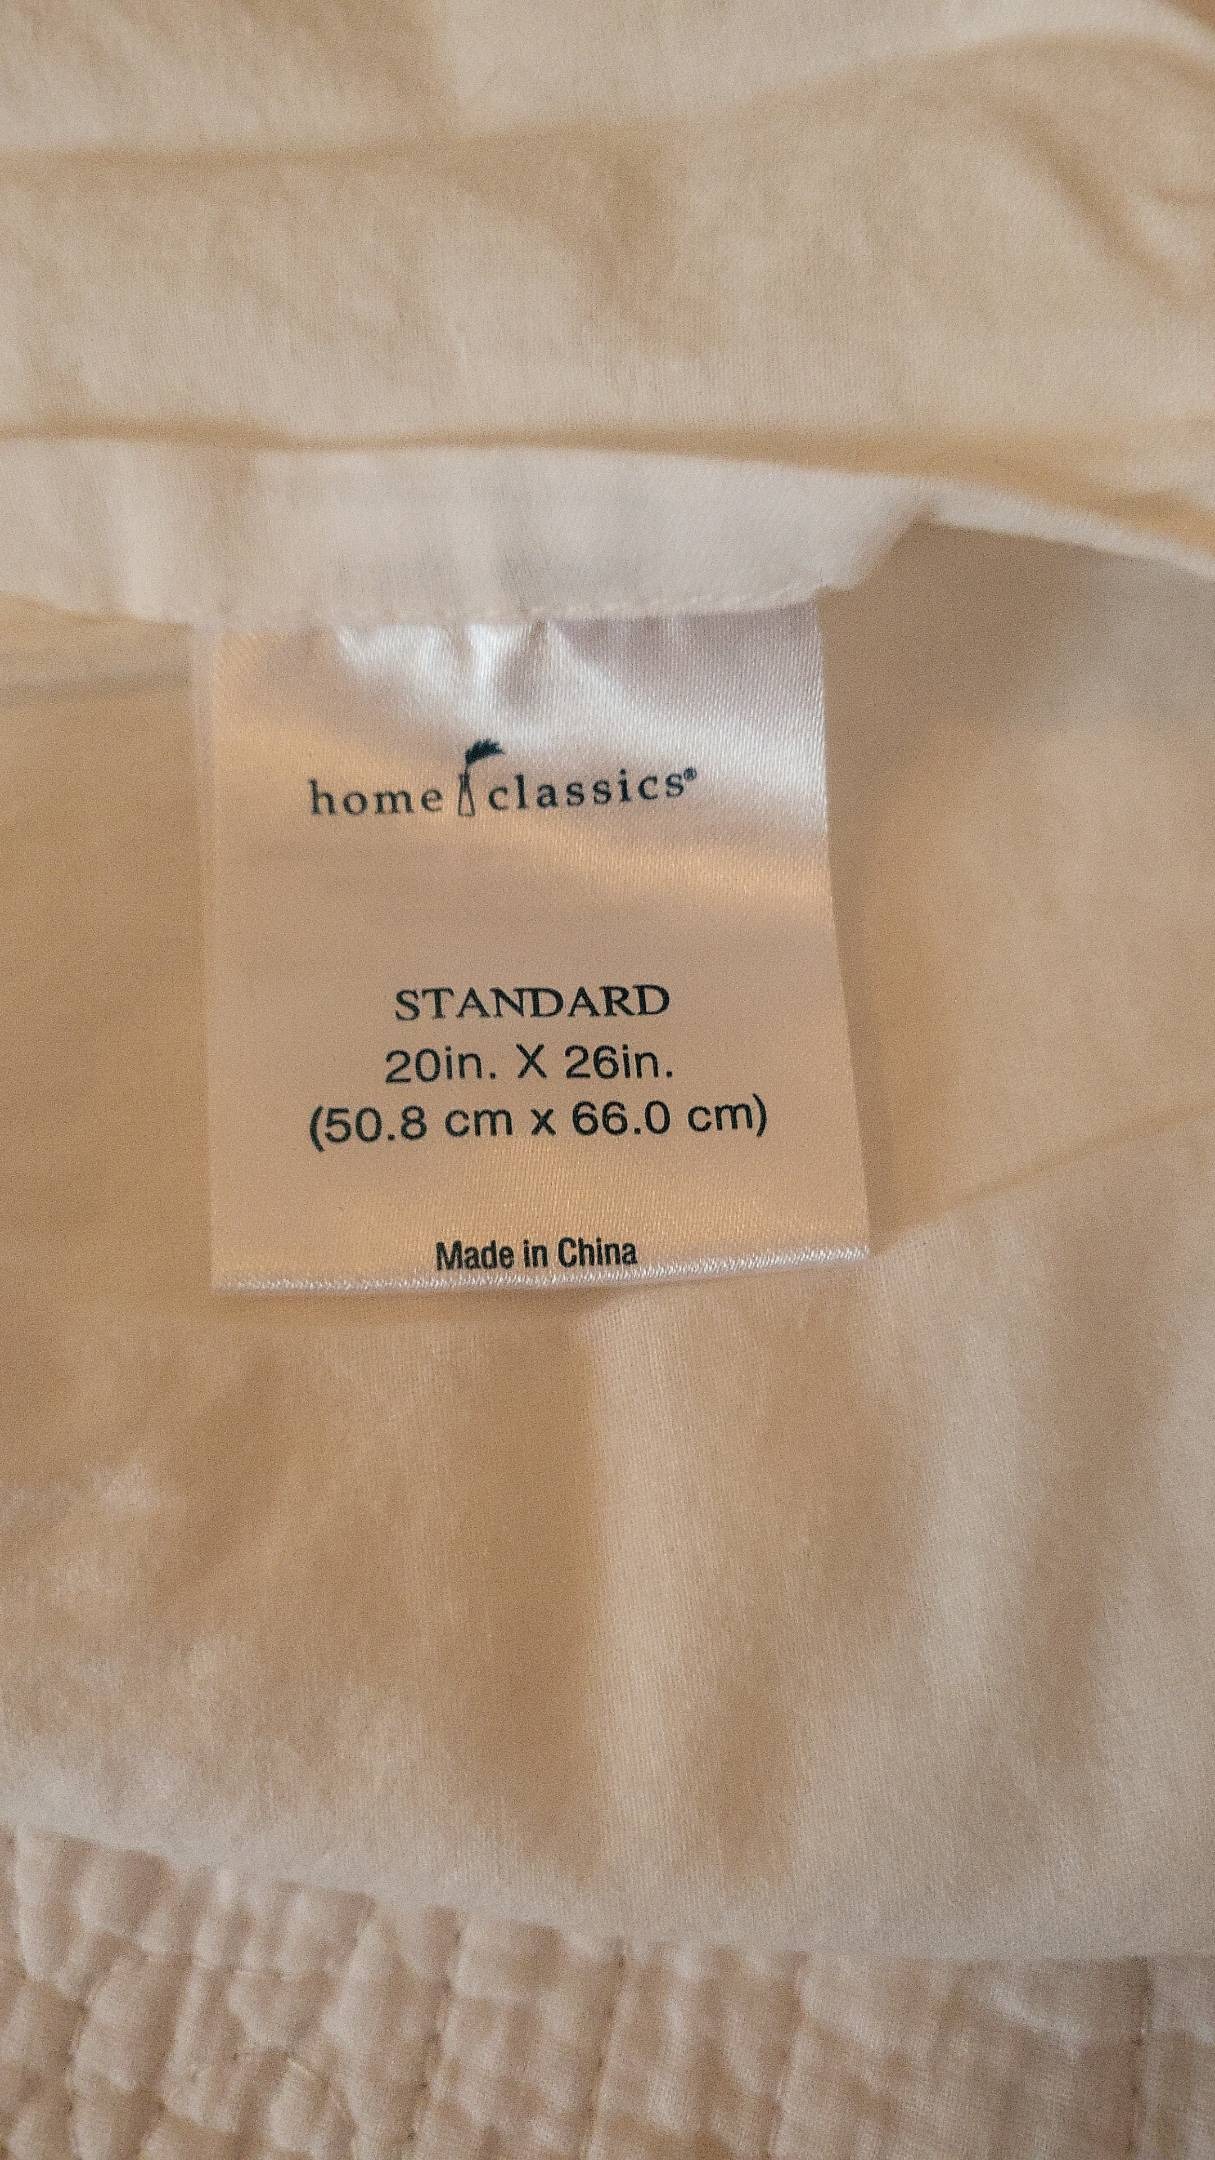 home classics®
STANDARD
20in. X 26in.
(50.8 cm x 66.0 cm)
Made in China